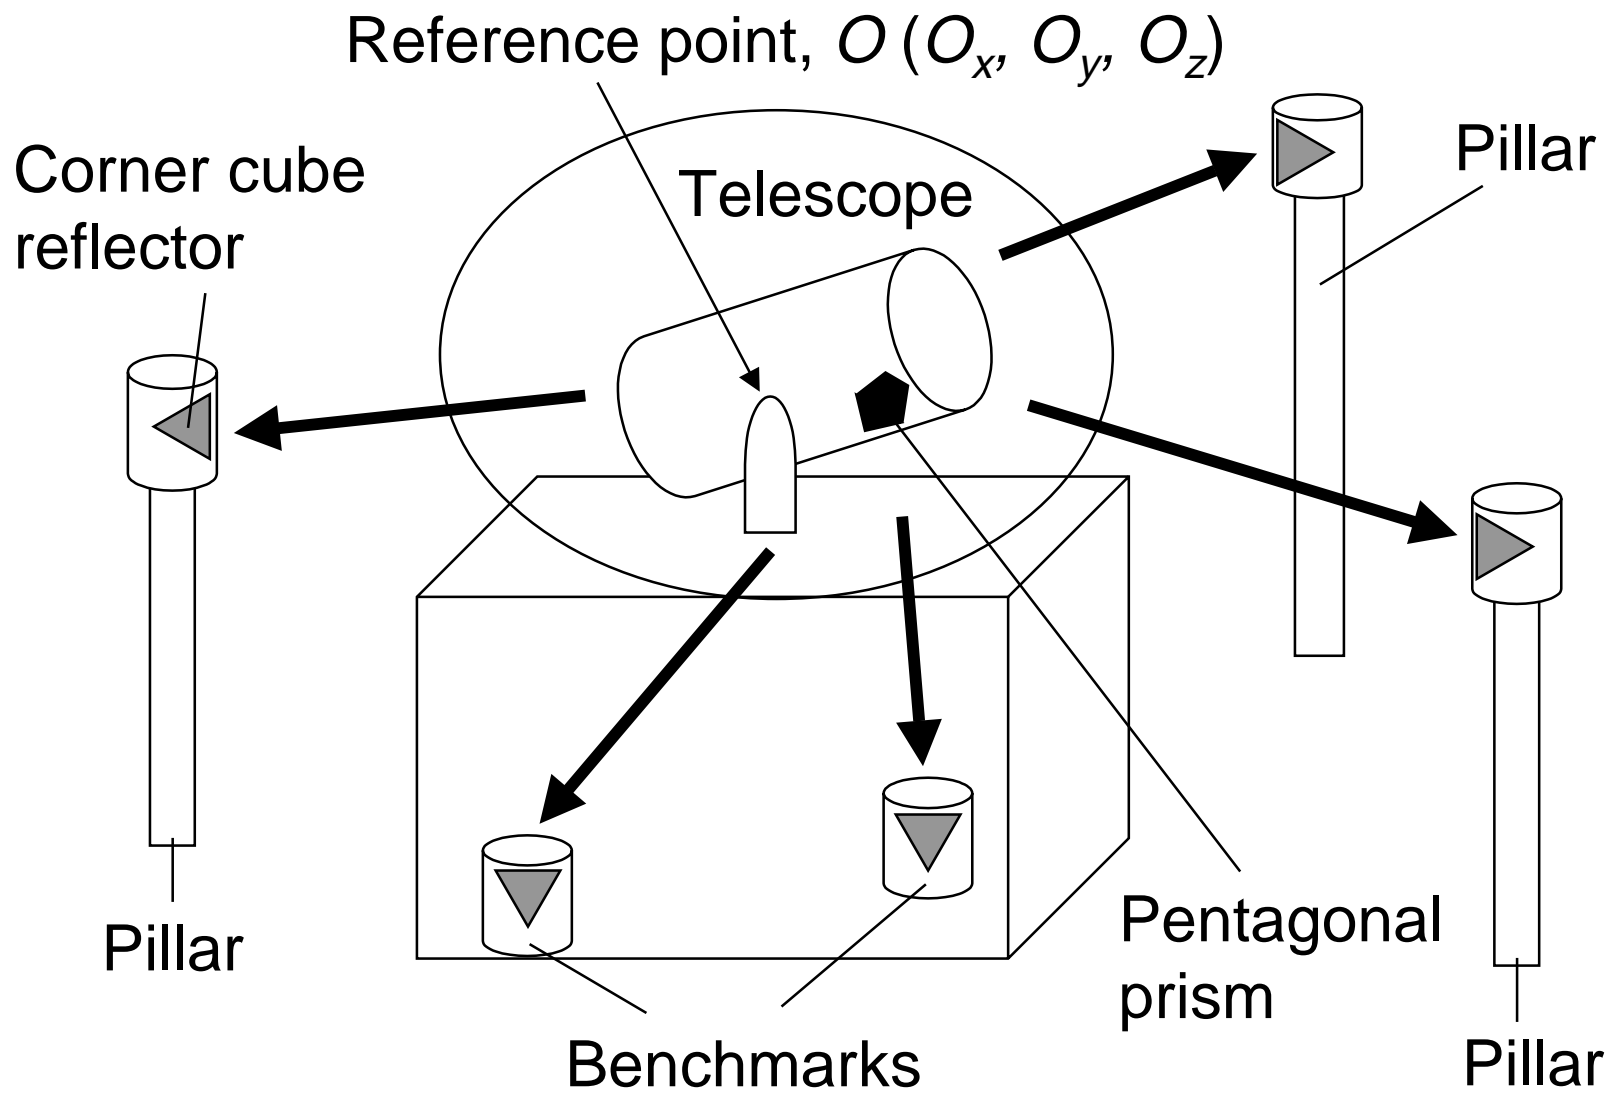 Reference point, O (Ox, Oy, Oz)
Corner cube
reflector
Telescope
Pillar
Pillar
Benchmarks
Pentagonal
prism
Pillar